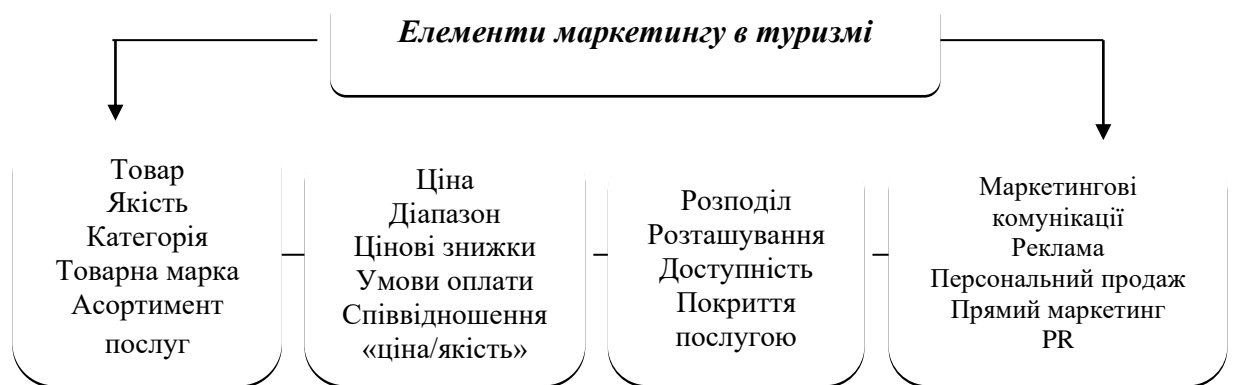 Елементи маркетингу в туризмі
Товар
Якість
Категорія
Товарна марка
Асортимент
послуг
Ціна
Діапазон
Цінові знижки
Умови оплати
Співвідношення
«ціна/якість»
Розподіл
Розташування
Доступність
Покриття
послугою
Маркетингові
комунікації
Реклама
Персональний продаж
Прямий маркетинг
PR